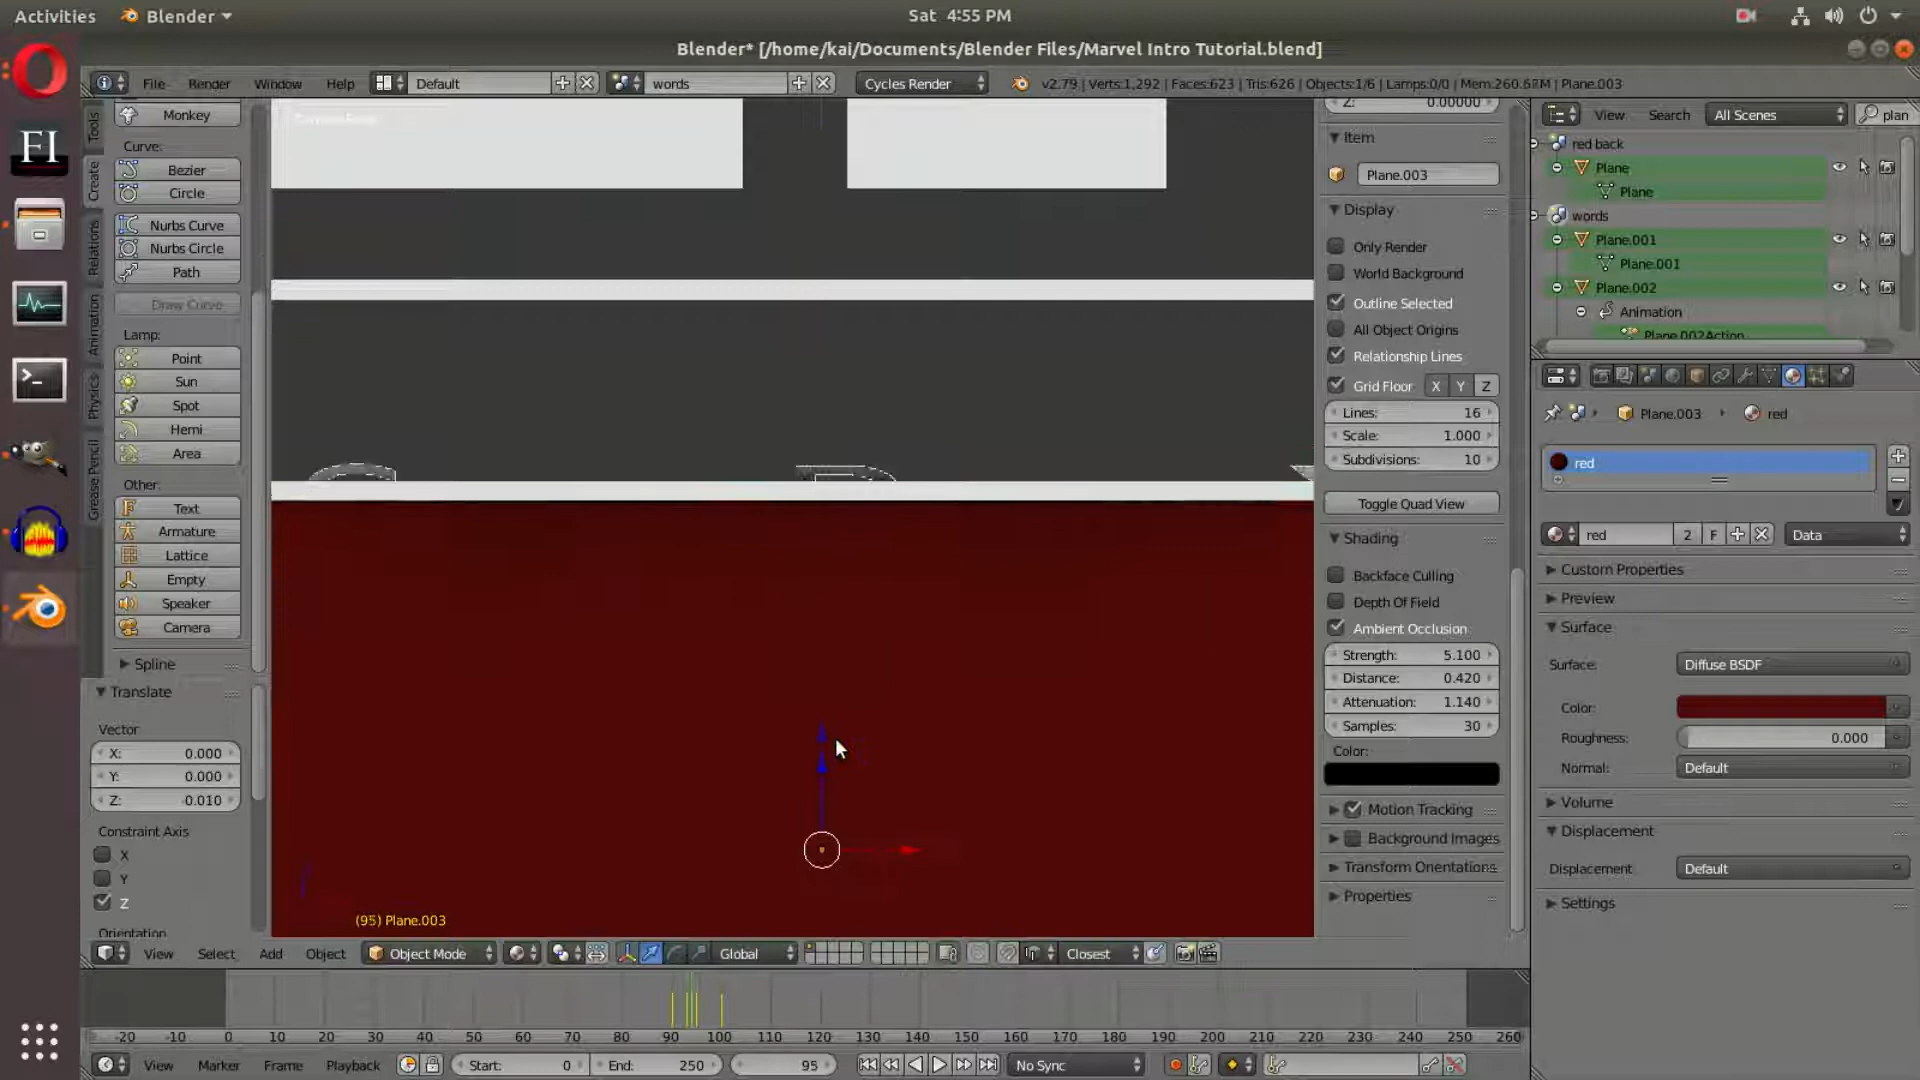 Activities
Blender
Sat 4:55 PM
Blender* [/home/kai/Documents/Blender Files/Marvel Intro Tutorial.blend]
File Render Window Help Default words Cycles Render v2.79 | Verts:1,292 | Faces:623 | Tris:626 | Objects:1/6 | Lamps:0/0 | Mem:260.67M | Plane.003
FI
Tools
Create
Relations
Animation
Physics
Grease Pencil
Monkey
Curve:
Bezier
Circle
Nurbs Curve
Nurbs Circle
Path
Draw Curve
Lamp:
Point
Sun
Spot
Hemi
Area
Other:
Text
Armature
Lattice
Empty
Speaker
Camera
Spline
Translate
Vector
X: 0.000
Y: 0.000
Z: 0.010
Constraint Axis
X
Y
Z
Orientation
(95) Plane.003
Z: 0.00000
Item
Plane.003
Display
Only Render
World Background
Outline Selected
All Object Origins
Relationship Lines
Grid Floor X Y Z
Lines: 16
Scale: 1.000
Subdivisions: 10
Toggle Quad View
Shading
Backface Culling
Depth Of Field
Ambient Occlusion
Strength: 5.100
Distance: 0.420
Attenuation: 1.140
Samples: 30
Color:
Motion Tracking
Background Images
Transform Orientations
Properties
View Search All Scenes plan
red back
Plane
Plane
words
Plane.001
Plane.001
Plane.002
Animation
Plane.002Action
Plane.003 red
red
red 2 F Data
Custom Properties
Preview
Surface
Surface: Diffuse BSDF
Color:
Roughness: 0.000
Normal: Default
Volume
Displacement
Displacement: Default
Settings
View Select Add Object Object Mode Global Closest
-20 -10 0 10 20 30 40 50 60 70 80 90 100 110 120 130 140 150 160 170 180 190 200 210 220 230 240 250 260
View Marker Frame Playback Start: 0 End: 250 95 No Sync